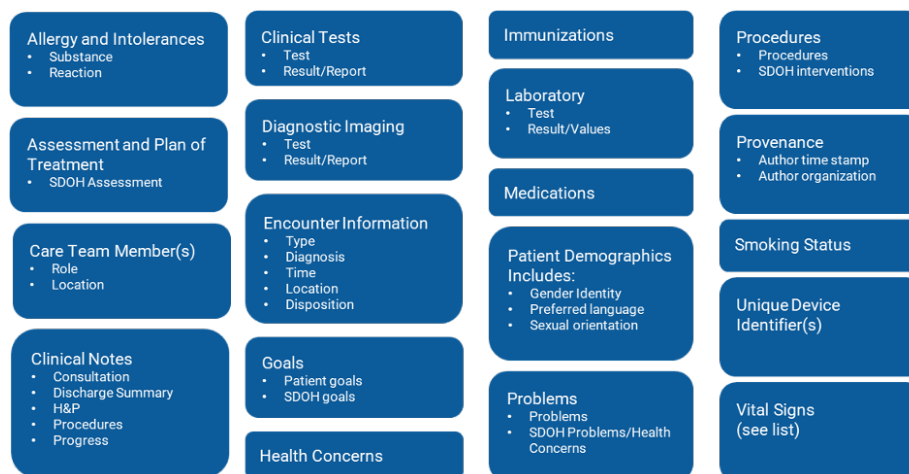 Allergy and Intolerances
• Substance
• Reaction
Assessment and Plan of
Treatment
• SDOH Assessment
Care Team Member(s)
• Role
• Location
Clinical Notes
• Consultation
• Discharge Summary
• H&P
• Procedures
• Progress
Clinical Tests
• Test
• Result/Report
Diagnostic Imaging
• Test
• Result/Report
Encounter Information
• Type
• Diagnosis
• Time
• Location
• Disposition
Goals
• Patient goals
• SDOH goals
Health Concerns
Immunizations
Laboratory
• Test
• Result/Values
Medications
Patient Demographics
Includes:
• Gender Identity
• Preferred language
• Sexual orientation
Problems
• Problems
• SDOH Problems/Health
Concerns
Procedures
• Procedures
• SDOH interventions
Provenance
• Author time stamp
• Author organization
Smoking Status
Unique Device
Identifier(s)
Vital Signs
(see list)